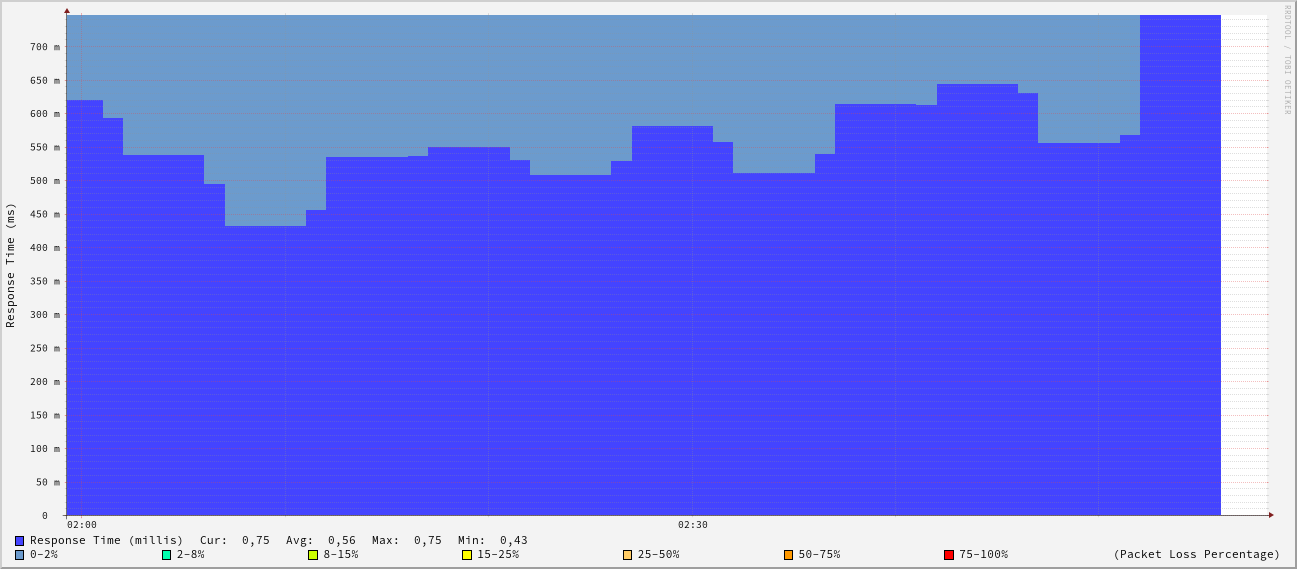 RRDTOOL / TOBI OETIKER
Response Time (ms)
700 m
650 m
600 m
550 m
500 m
450 m
400 m
350 m
300 m
250 m
200 m
150 m
100 m
50 m
0
02:00 02:30
Response Time (millis) Cur: 0,75 Avg: 0,56 Max: 0,75 Min: 0,43
0-2% 2-8% 8-15% 15-25% 25-50% 50-75% 75-100% (Packet Loss Percentage)